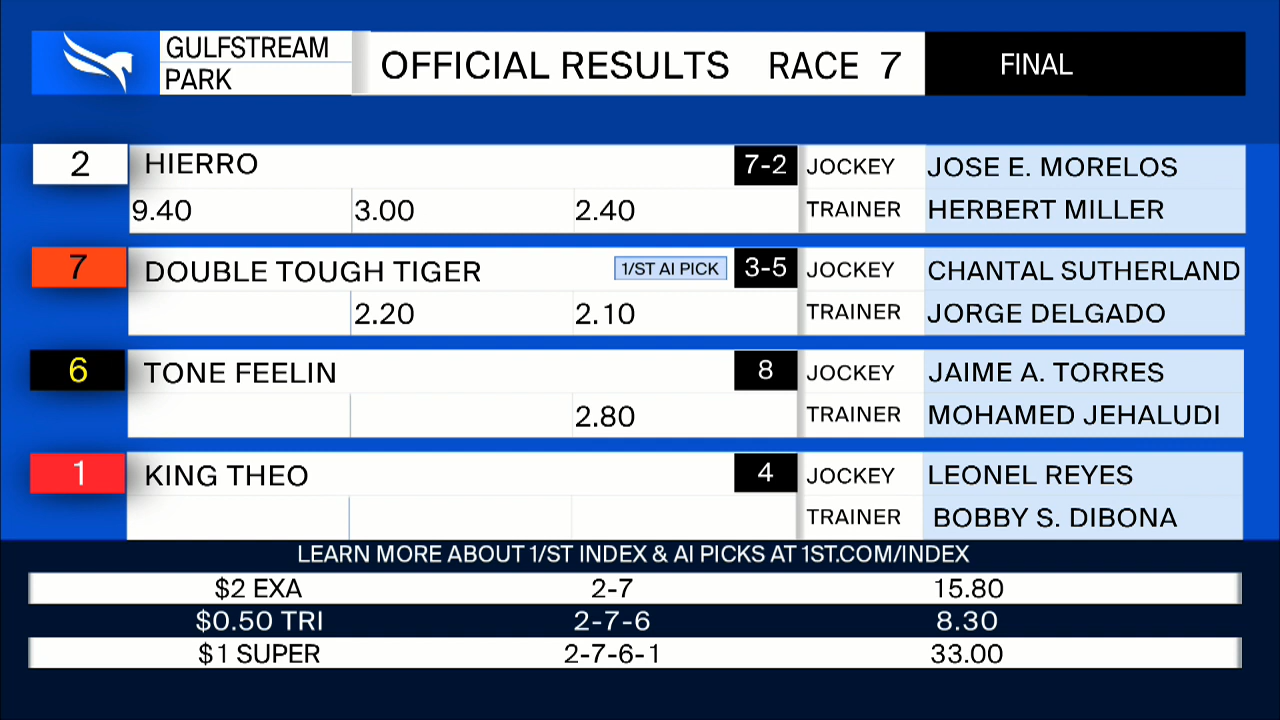 GULFSTREAM PARK OFFICIAL RESULTS RACE 7 FINAL
2 HIERRO 7-2 JOCKEY JOSE E. MORELOS
9.40 3.00 2.40 TRAINER HERBERT MILLER
7 DOUBLE TOUGH TIGER 1/ST AI PICK 3-5 JOCKEY CHANTAL SUTHERLAND
2.20 2.10 TRAINER JORGE DELGADO
6 TONE FEELIN 8 JOCKEY JAIME A. TORRES
2.80 TRAINER MOHAMED JEHALUDI
1 KING THEO 4 JOCKEY LEONEL REYES
TRAINER BOBBY S. DIBONA
LEARN MORE ABOUT 1/ST INDEX & AI PICKS AT 1ST.COM/INDEX
$2 EXA 2-7 15.80
$0.50 TRI 2-7-6 8.30
$1 SUPER 2-7-6-1 33.00